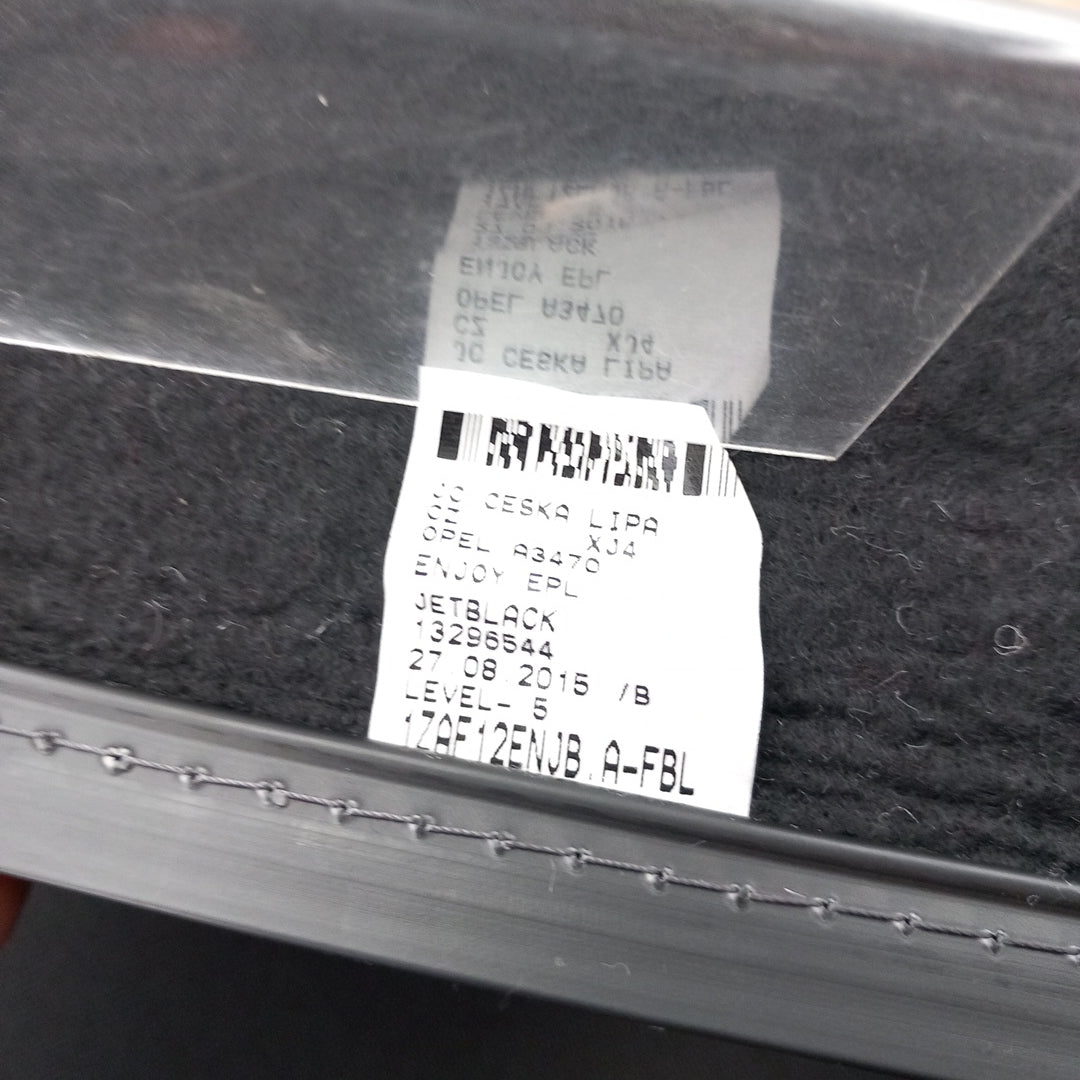 JC CESKA LIPA
CZ XJ4
OPEL A3470
ENJOY EPL
JETBLACK
13296544
27.08.2015 /B
LEVEL- 5
1ZAF12ENJB.A-FBL